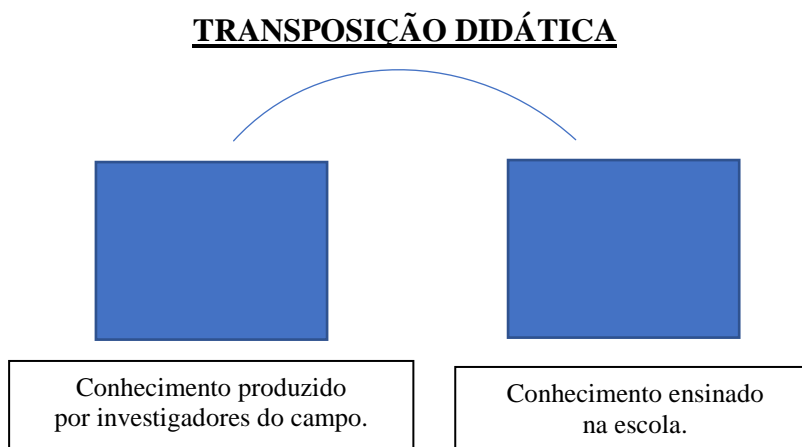 TRANSPOSIÇÃO DIDÁTICA
Conhecimento produzido
por investigadores do campo.
Conhecimento ensinado
na escola.